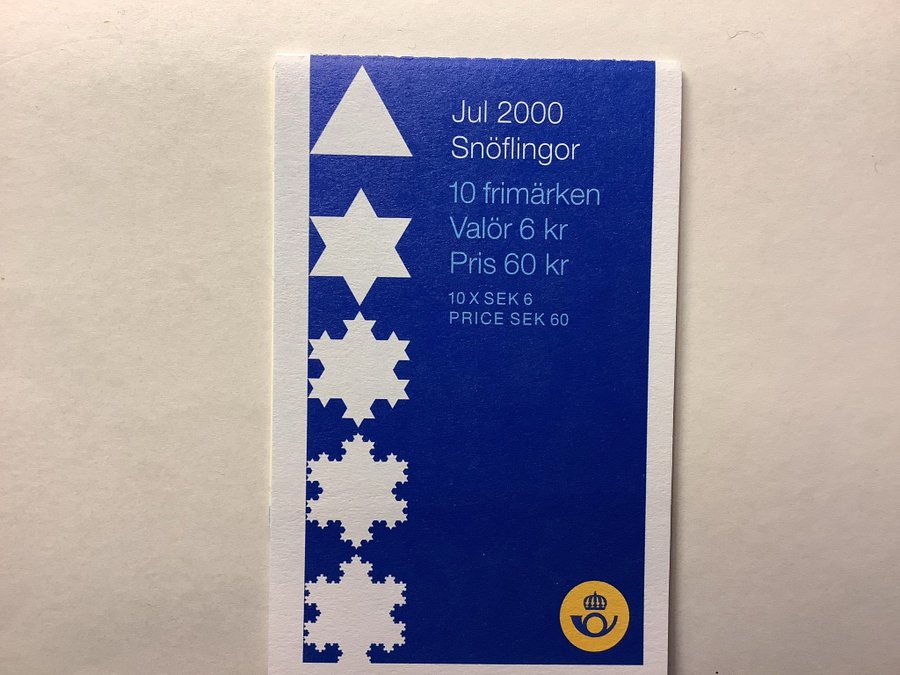 Jul 2000
Snöflingor
10 frimärken
Valör 6 kr
Pris 60 kr
10 X SEK 6
PRICE SEK 60